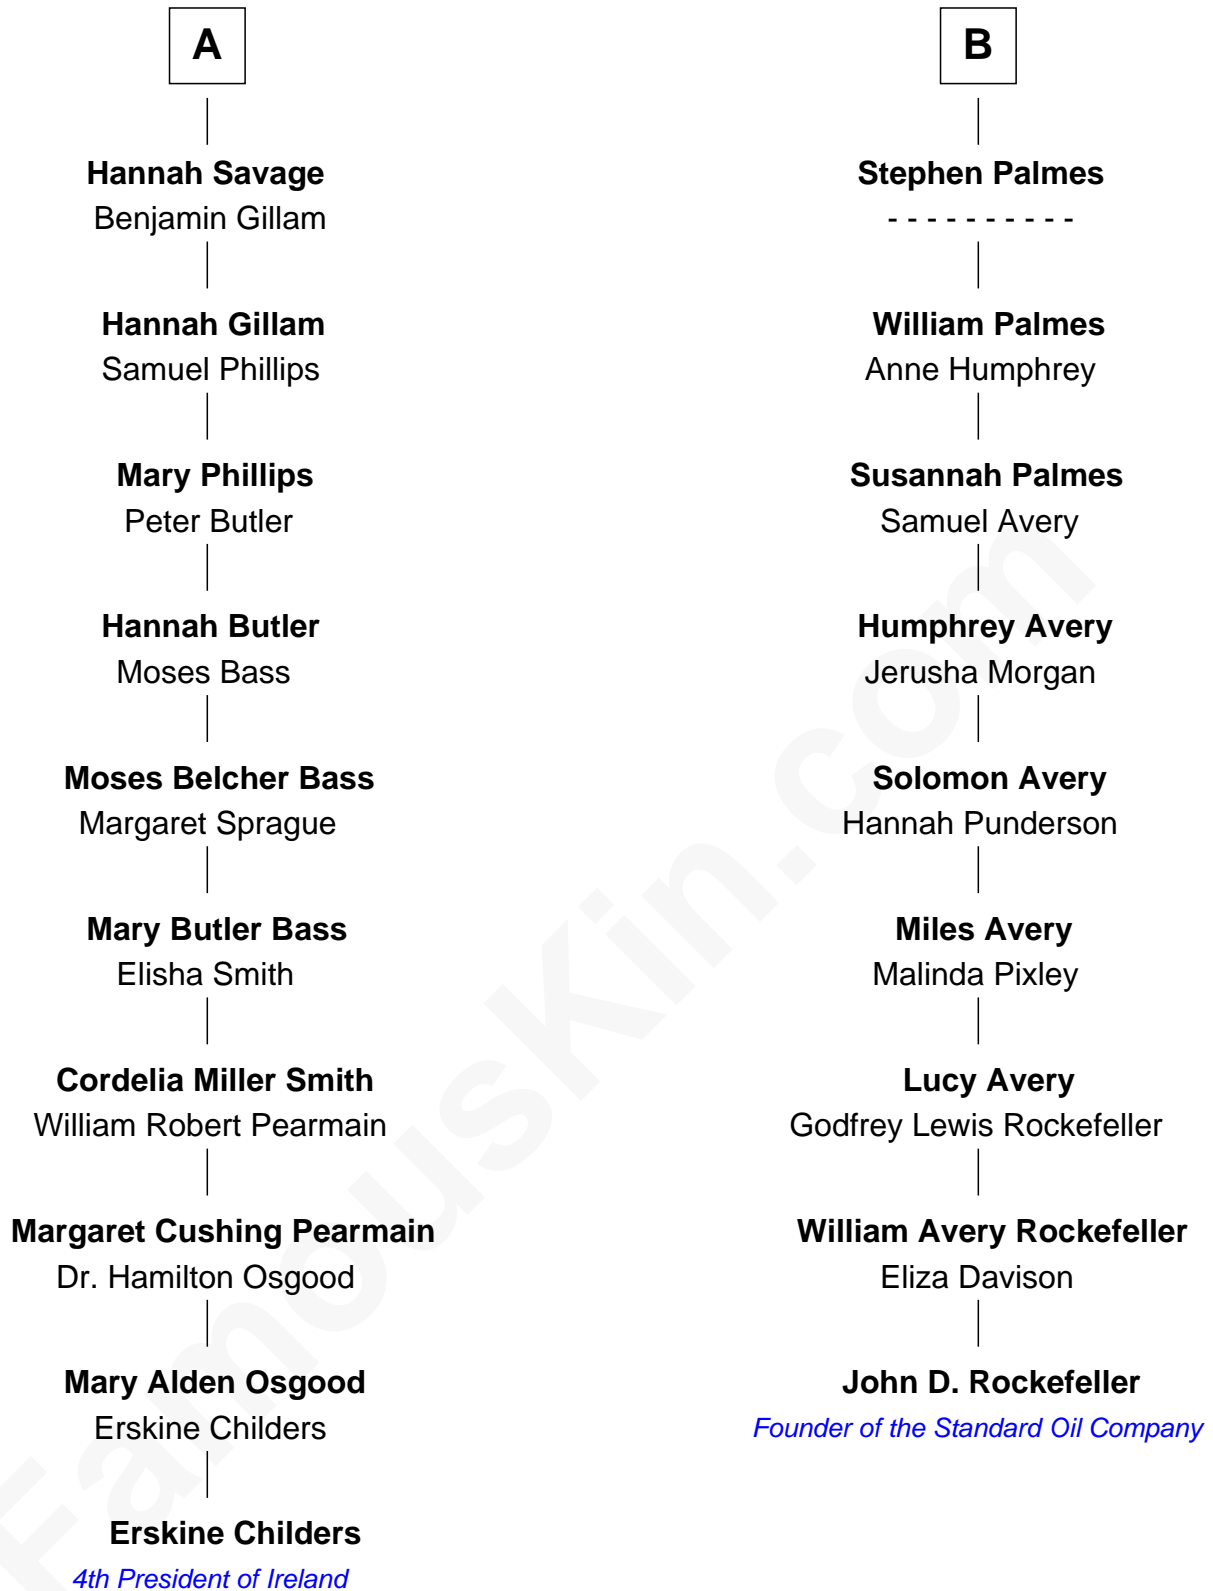 A
Hannah Savage
Benjamin Gillam
Hannah Gillam
Samuel Phillips
Mary Phillips
Peter Butler
Hannah Butler
Moses Bass
Moses Belcher Bass
Margaret Sprague
Mary Butler Bass
Elisha Smith
Cordelia Miller Smith
William Robert Pearmain
Margaret Cushing Pearmain
Dr. Hamilton Osgood
Mary Alden Osgood
Erskine Childers
Erskine Childers
4th President of Ireland
B
Stephen Palmes
- - - - - - - - - -
William Palmes
Anne Humphrey
Susannah Palmes
Samuel Avery
Humphrey Avery
Jerusha Morgan
Solomon Avery
Hannah Punderson
Miles Avery
Malinda Pixley
Lucy Avery
Godfrey Lewis Rockefeller
William Avery Rockefeller
Eliza Davison
John D. Rockefeller
Founder of the Standard Oil Company
FamousKin.com